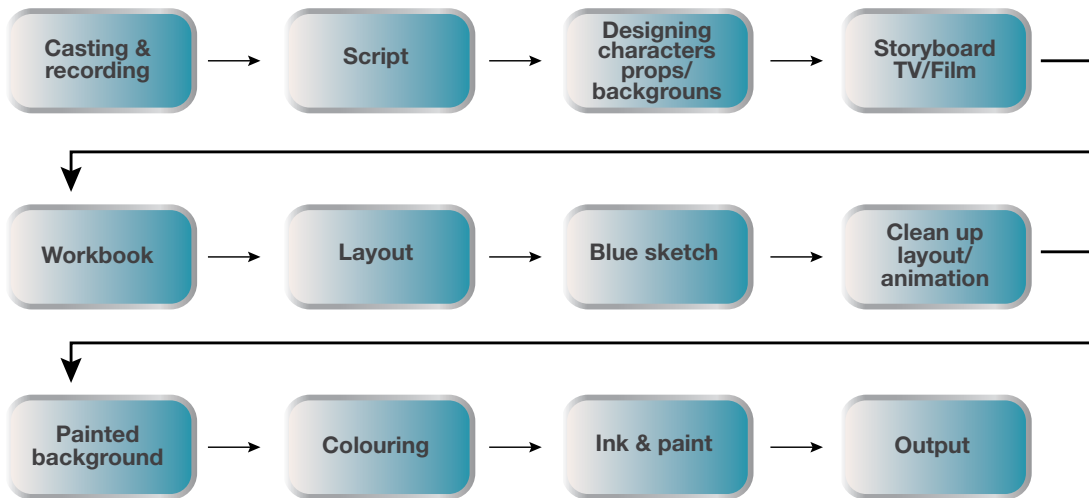 Casting &
recording
Script
Designing
characters
props/
backgrouns
Storyboard
TV/Film
Workbook
Layout
Blue sketch
Clean up
layout/
animation
Painted
background
Colouring
Ink & paint
Output